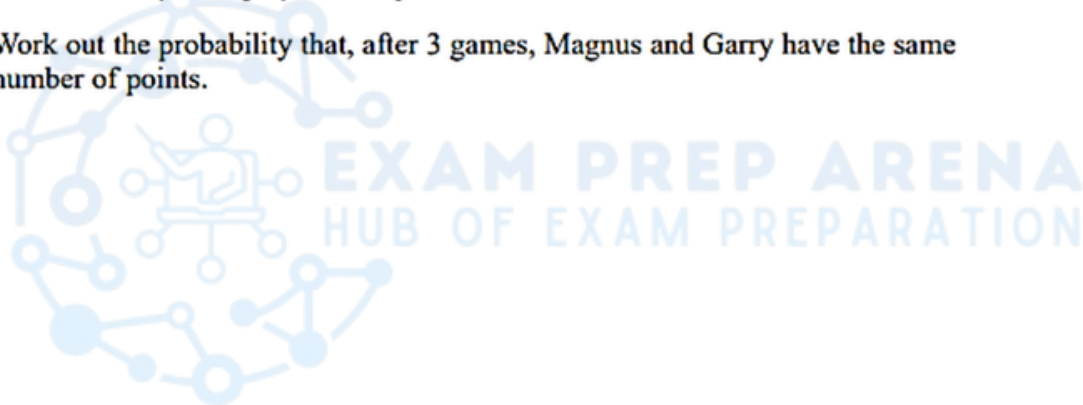 Work out the probability that, after 3 games, Magnus and Garry have the same
number of points.
EXAM PREP ARENA
HUB OF EXAM PREPARATION